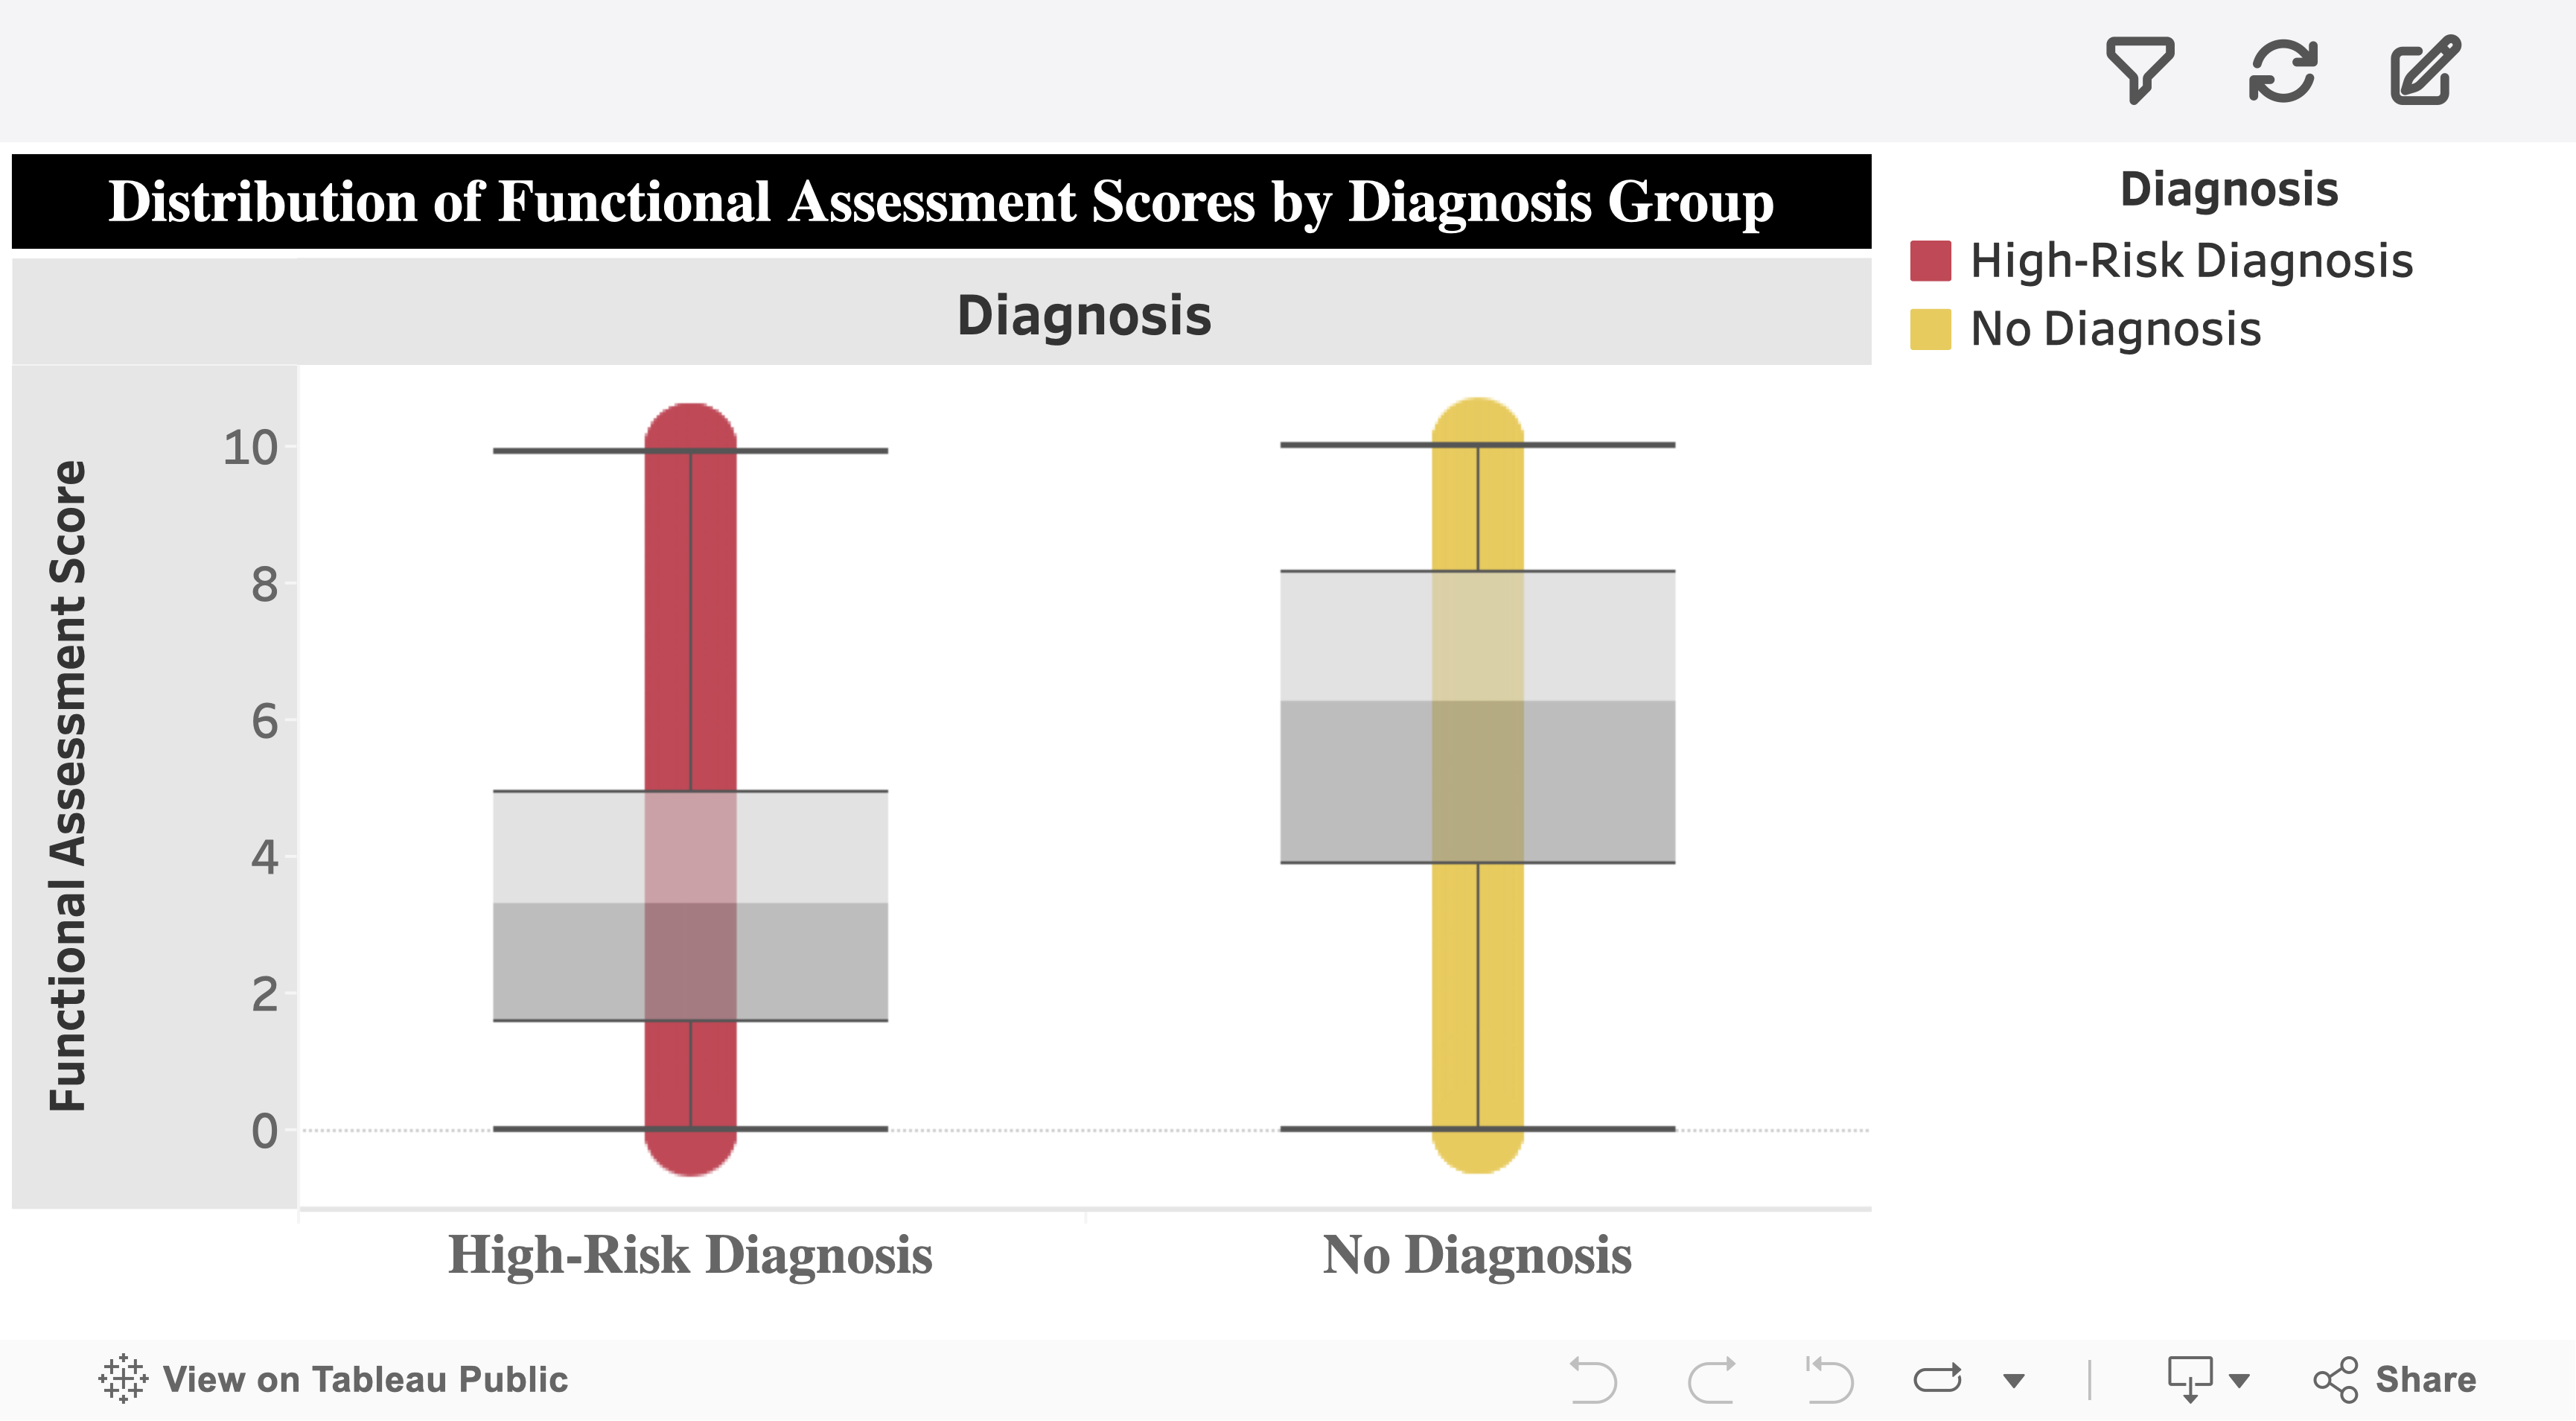 Distribution of Functional Assessment Scores by Diagnosis Group
Diagnosis
High-Risk Diagnosis
No Diagnosis
Diagnosis
Functional Assessment Score
10
8
6
4
2
0
High-Risk Diagnosis
No Diagnosis
View on Tableau Public
Share